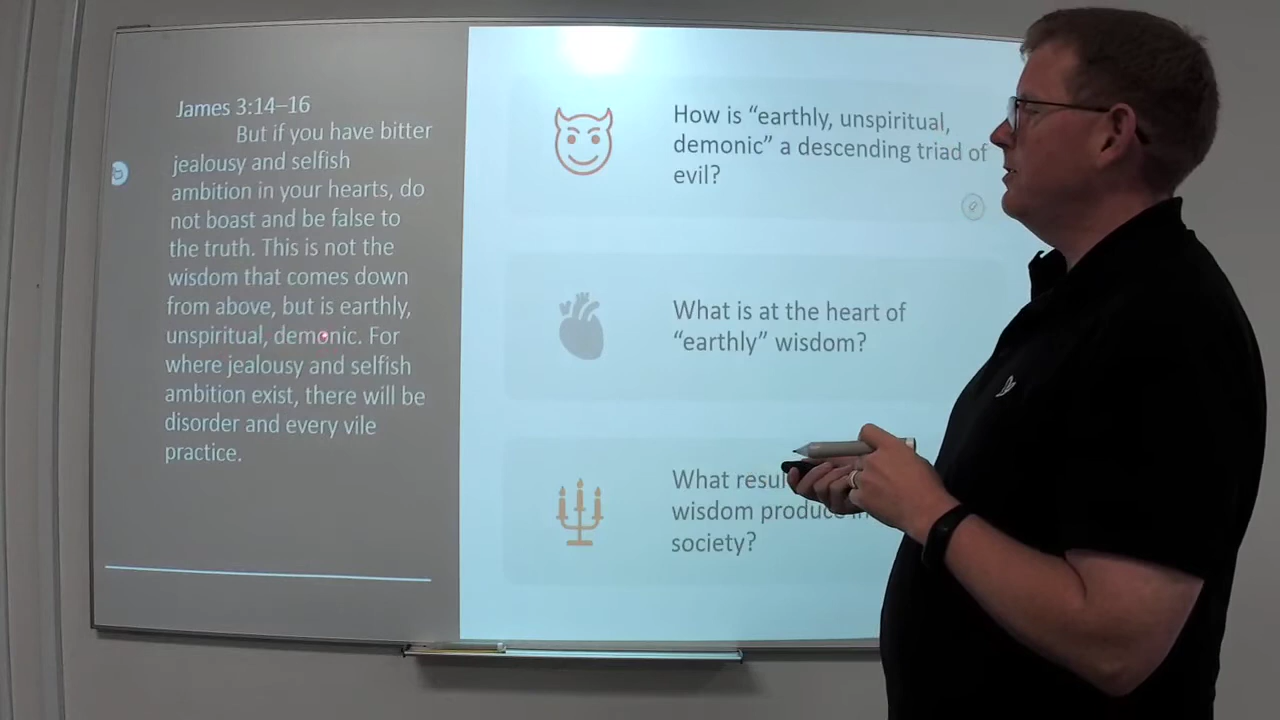 James 3:14–16
But if you have bitter
jealousy and selfish
ambition in your hearts, do
not boast and be false to
the truth. This is not the
wisdom that comes down
from above, but is earthly,
unspiritual, demonic. For
where jealousy and selfish
ambition exist, there will be
disorder and every vile
practice.
How is “earthly, unspiritual,
demonic” a descending triad of
evil?
What is at the heart of
“earthly” wisdom?
What
wisdom produce
society?